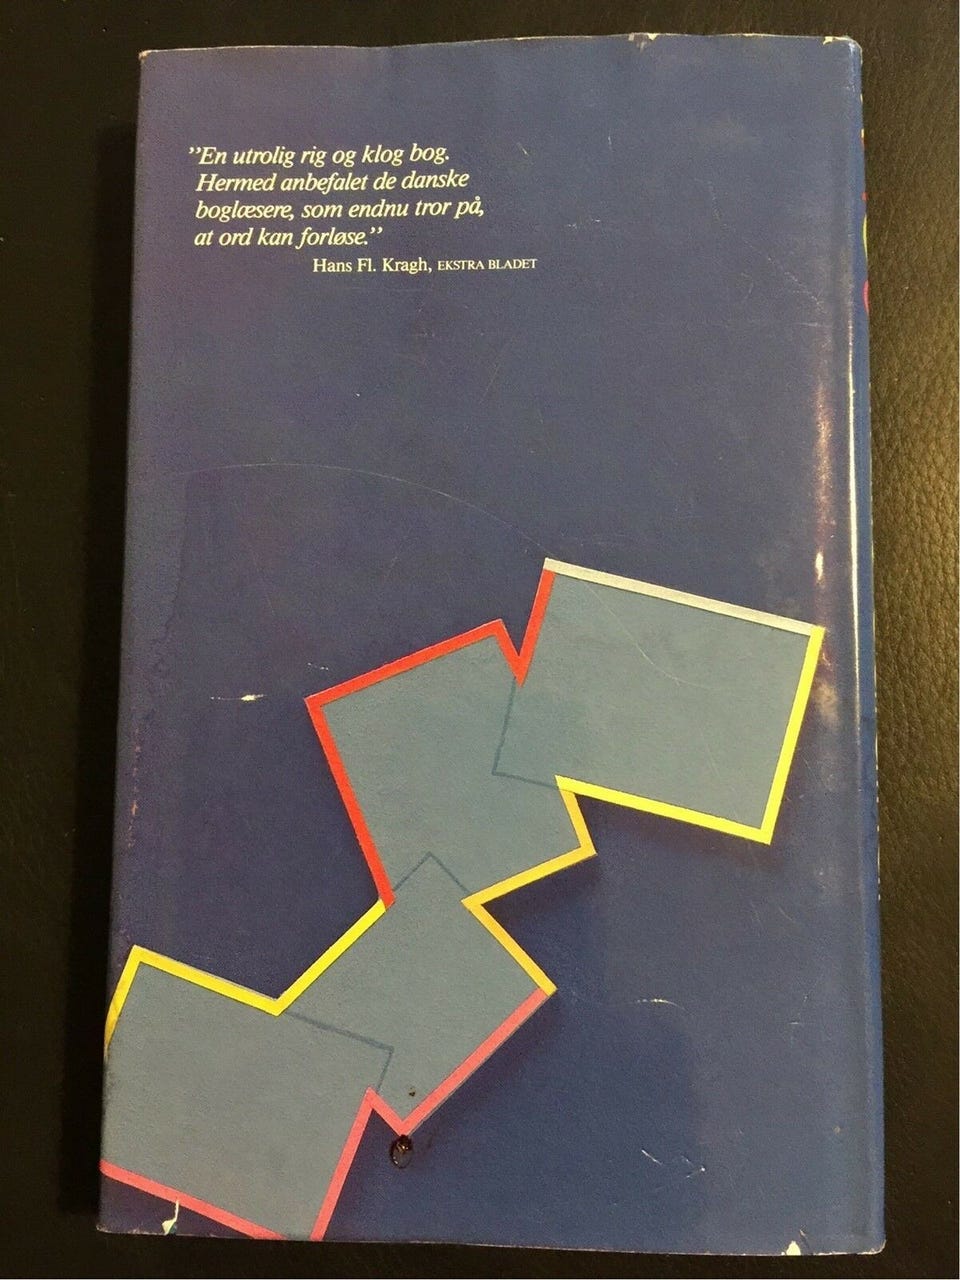 ”En utrolig rig og klog bog.
Hermed anbefalet de danske
boglæsere, som endnu tror på,
at ord kan forløse.”
Hans Fl. Kragh, EKSTRA BLADET